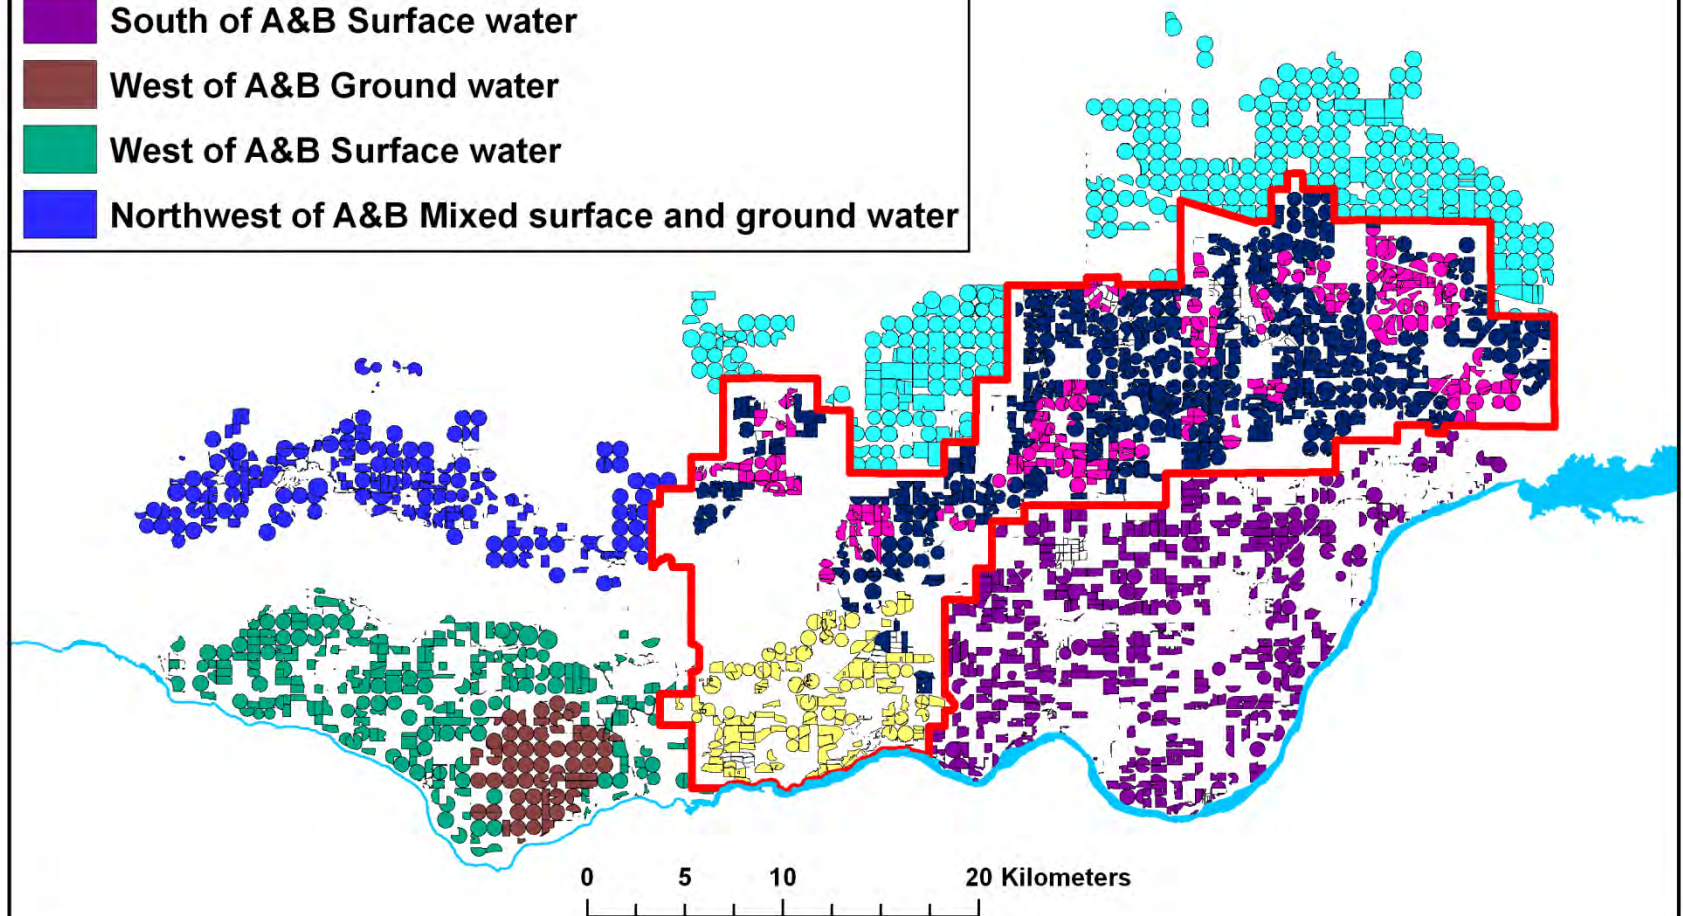 South of A&B Surface water
West of A&B Ground water
West of A&B Surface water
Northwest of A&B Mixed surface and ground water
0 5 10 20 Kilometers